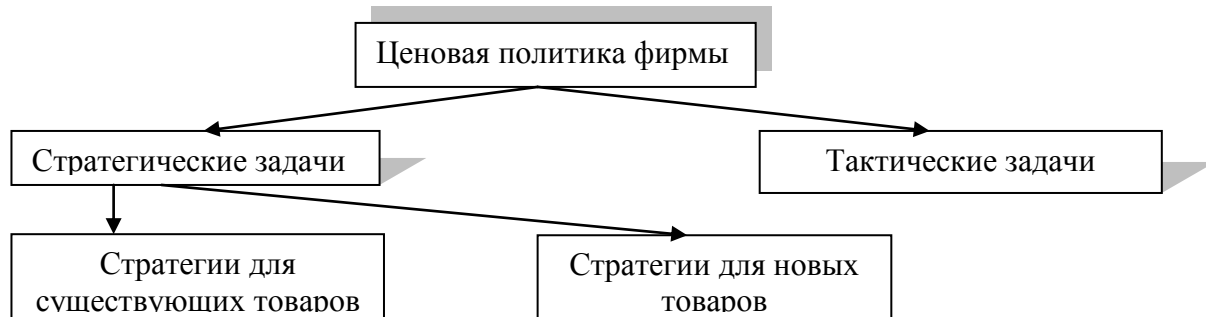 Ценовая политика фирмы
Стратегические задачи
Тактические задачи
Стратегии для
существующих товаров
Стратегии для новых
товаров